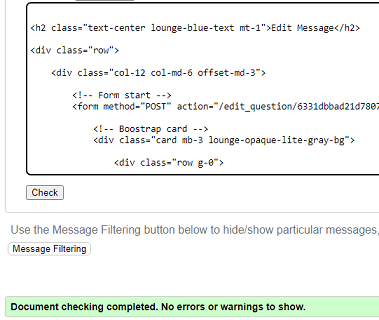 <h2 class="text-center lounge-blue-text mt-1">Edit Message</h2>
<div class="row">
<div class="col-12 col-md-6 offset-md-3">
<!-- Form start -->
<form method="POST" action="/edit_question/6331dbbad21d7807
<!-- Boostrap card -->
<div class="card mb-3 lounge-opaque-lite-gray-bg">
<div class="row g-0">
Check
Use the Message Filtering button below to hide/show particular messages,
Message Filtering
Document checking completed. No errors or warnings to show.